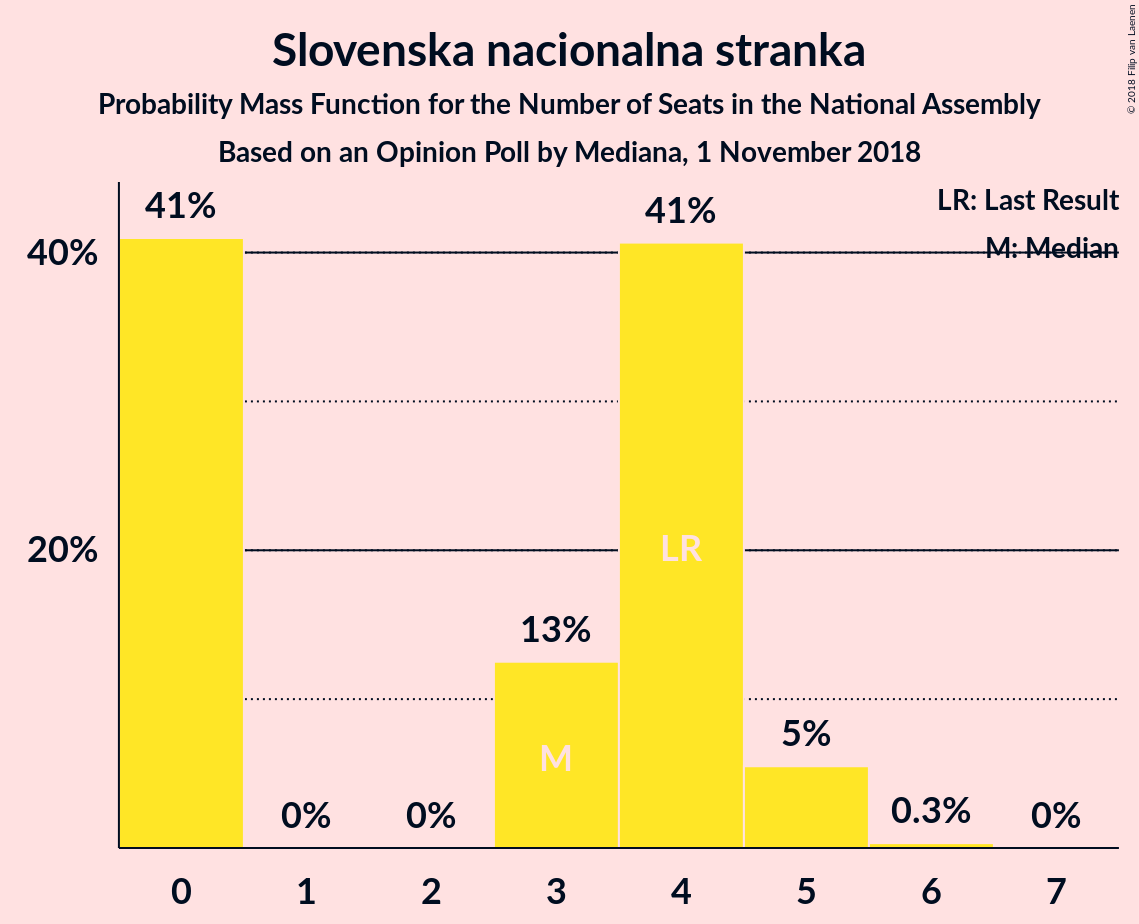 Slovenska nacionalna stranka
Probability Mass Function for the Number of Seats in the National Assembly
Based on an Opinion Poll by Mediana, 1 November 2018
© 2018 Filip van Laenen
LR: Last Result
M: Median
41%
41%
40%
20%
LR
13%
M
5%
0%
0%
0.3%
0%
0 1 2 3 4 5 6 7